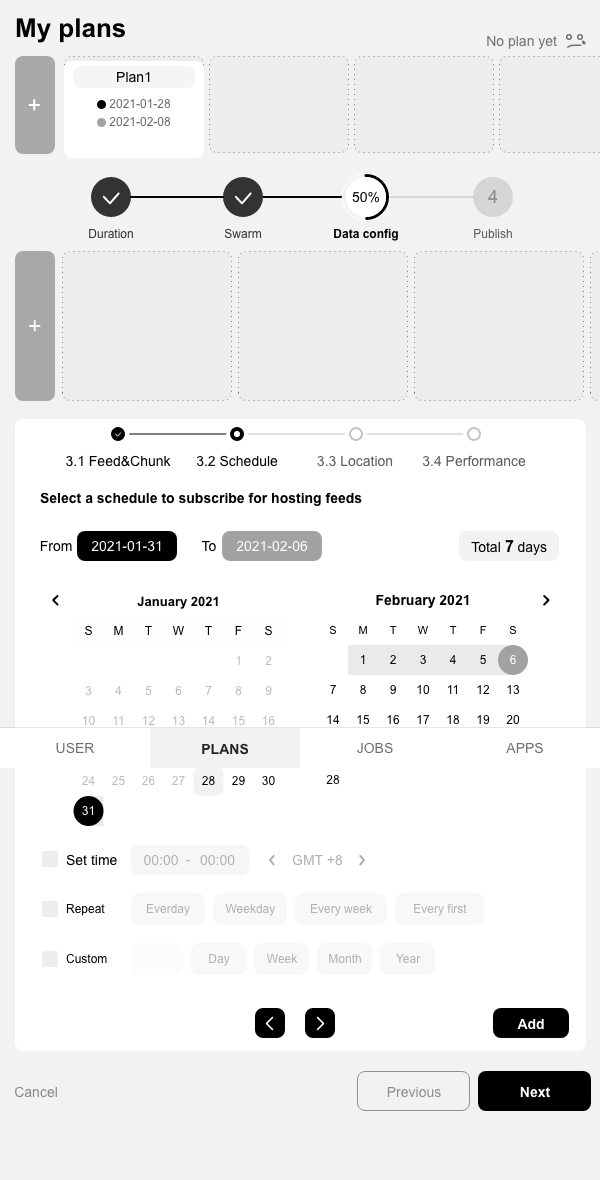 My plans
No plan yet
+
Plan1
2021-01-28
2021-02-08
50%
4
Duration
Swarm
Data config
Publish
+
3.1 Feed&Chunk
3.2 Schedule
3.3 Location
3.4 Performance
Select a schedule to subscribe for hosting feeds
From 2021-01-31 To 2021-02-06 Total 7 days
January 2021
S M T W T F S
1 2
3 4 5 6 7 8 9
10 11 12 13 14 15 16
February 2021
S M T W T F S
1 2 3 4 5 6
7 8 9 10 11 12 13
14 15 16 17 18 19 20
USER PLANS JOBS APPS
24 25 26 27 28 29 30
31
28
Set time 00:00 - 00:00 GMT +8
Repeat Everday Weekday Every week Every first
Custom Day Week Month Year
Add
Cancel Previous Next